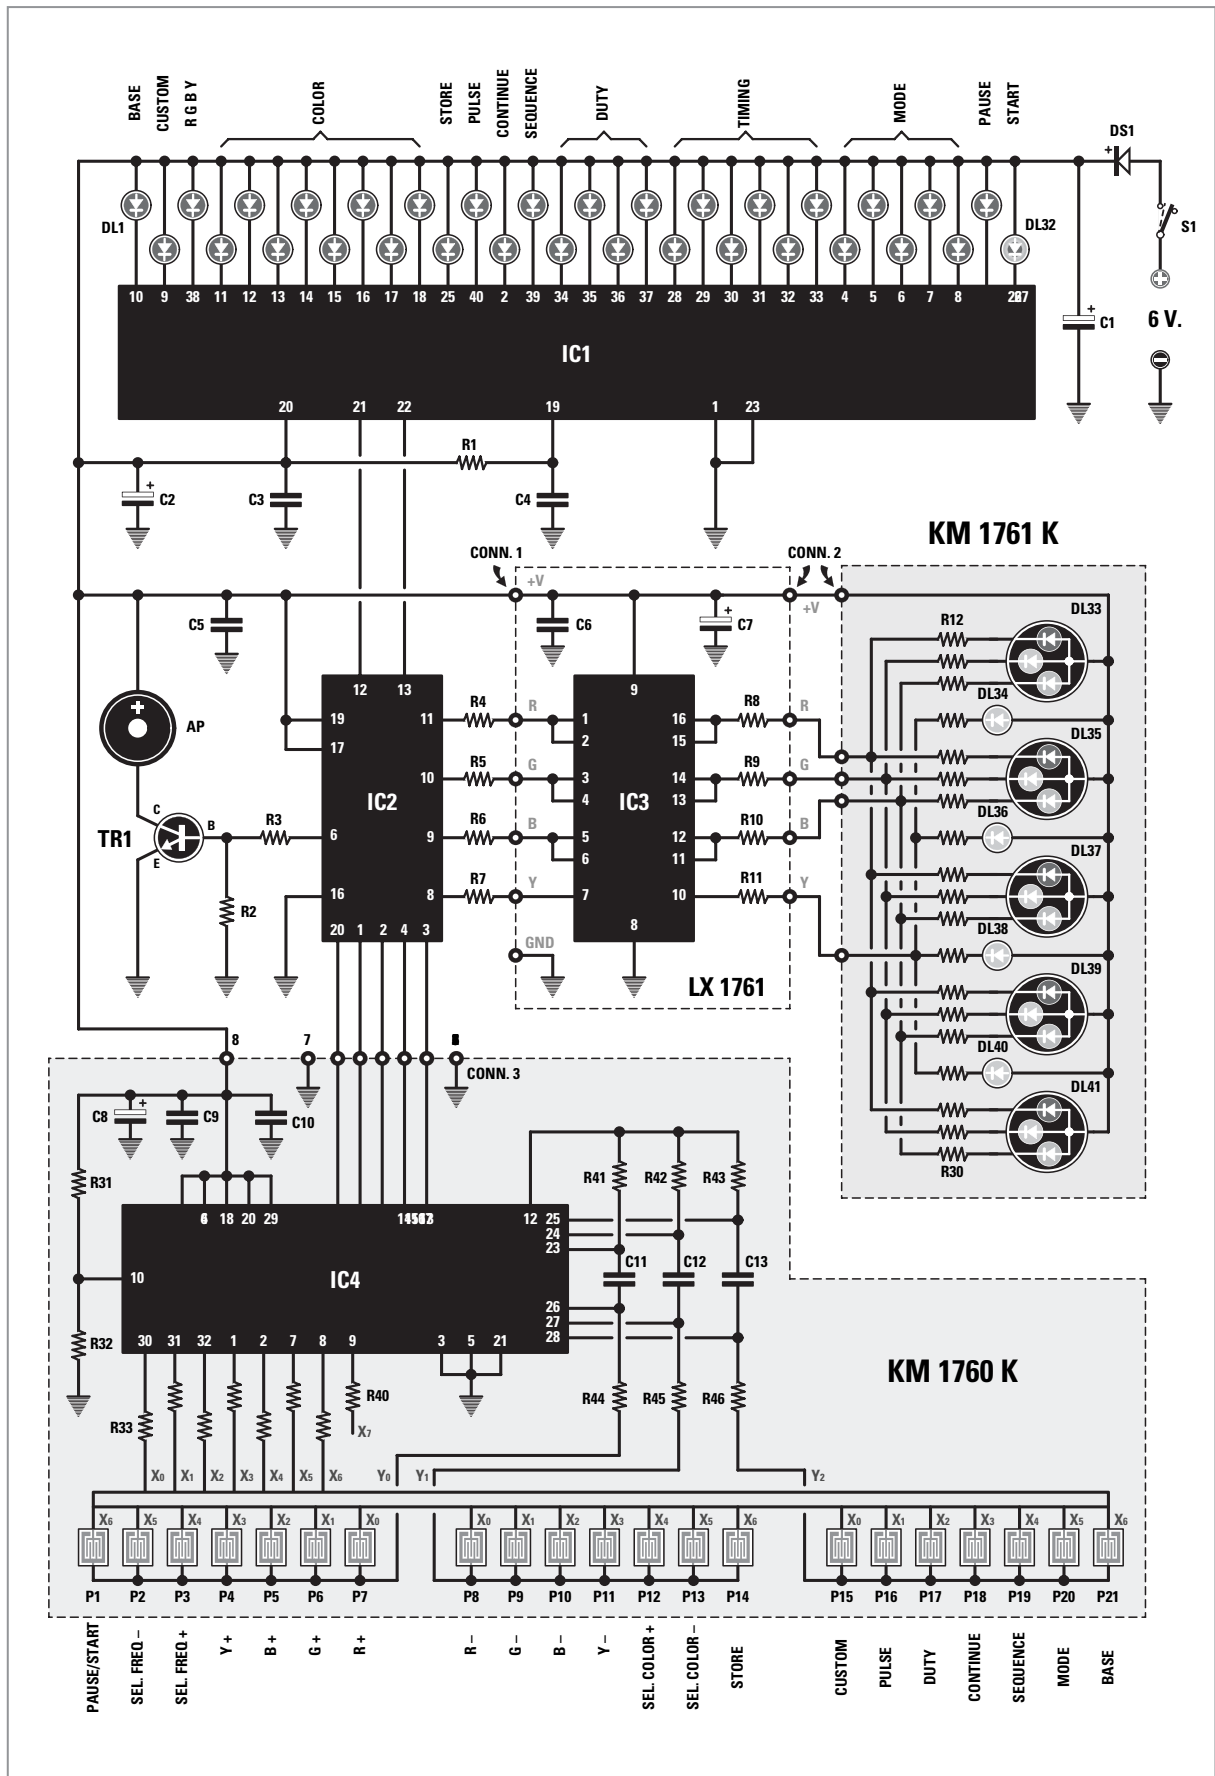 BASE
CUSTOM
R G B Y
COLOR
STORE
PULSE
CONTINUE
SEQUENCE
DUTY
TIMING
MODE
PAUSE
START
DS1
+
DL1
DL32
S1
10 9 38 11 12 13 14 15 16 17 18 25 40 2 39 34 35 36 37 28 29 30 31 32 33 4 5 6 7 8
IC1
+
C1
6 V.
20 21 22 19 1 23
R1
+
C2
C3
C4
KM 1761 K
CONN. 1
CONN. 2
+V
+V
C5
C6
+
C7
R12
DL33
12 13
9
AP
19
17
11
R4
R
1
2
16
15
R8
R
DL34
DL35
10
R5
G
3
4
14
13
R9
G
IC2
IC3
C
TR1
B
E
R3
6
9
R6
B
5
6
12
11
R10
B
DL36
DL37
R2
16
8
R7
Y
7
10
R11
Y
20 1 2 4 3
8
GND
LX 1761
DL38
DL39
8
7
CONN. 3
DL40
DL41
R30
C8
+
C9
C10
R31
R41
R42
R43
18 20 29
12
25
24
23
C11
C12
C13
10
IC4
26
27
28
R32
30 31 32 1 2 7 8 9
3 5 21
KM 1760 K
R33
R40
X7
R44
R45
R46
X0 X1 X2 X3 X4 X5 X6
Y0
Y1
Y2
X6 X5 X4 X3 X2 X1 X0
X0 X1 X2 X3 X4 X5 X6
X0 X1 X2 X3 X4 X5 X6
P1 P2 P3 P4 P5 P6 P7
P8 P9 P10 P11 P12 P13 P14
P15 P16 P17 P18 P19 P20 P21
PAUSE/START
SEL. FREQ –
SEL. FREQ +
Y +
B +
G +
R +
R –
G –
B –
Y –
SEL. COLOR +
SEL. COLOR –
STORE
CUSTOM
PULSE
DUTY
CONTINUE
SEQUENCE
MODE
BASE